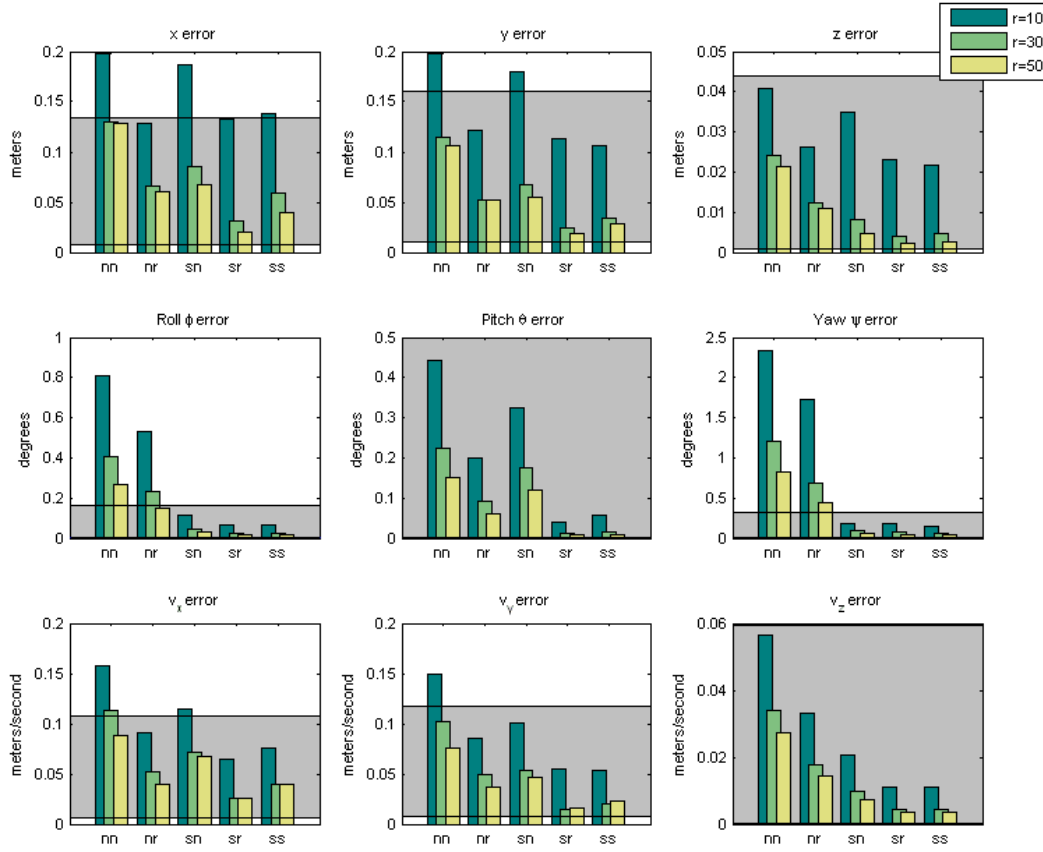 r=10
r=30
r=50
x error
0.2
0.15
0.1
0.05
0
meters
nn nr sn sr ss
y error
0.2
0.15
0.1
0.05
0
meters
nn nr sn sr ss
z error
0.05
0.04
0.03
0.02
0.01
0
meters
nn nr sn sr ss
Roll ϕ error
1
0.8
0.6
0.4
0.2
0
degrees
nn nr sn sr ss
Pitch θ error
0.5
0.4
0.3
0.2
0.1
0
degrees
nn nr sn sr ss
Yaw ψ error
2.5
2
1.5
1
0.5
0
degrees
nn nr sn sr ss
v_x error
0.2
0.15
0.1
0.05
0
meters/second
nn nr sn sr ss
v_y error
0.2
0.15
0.1
0.05
0
meters/second
nn nr sn sr ss
v_z error
0.06
0.04
0.02
0
meters/second
nn nr sn sr ss